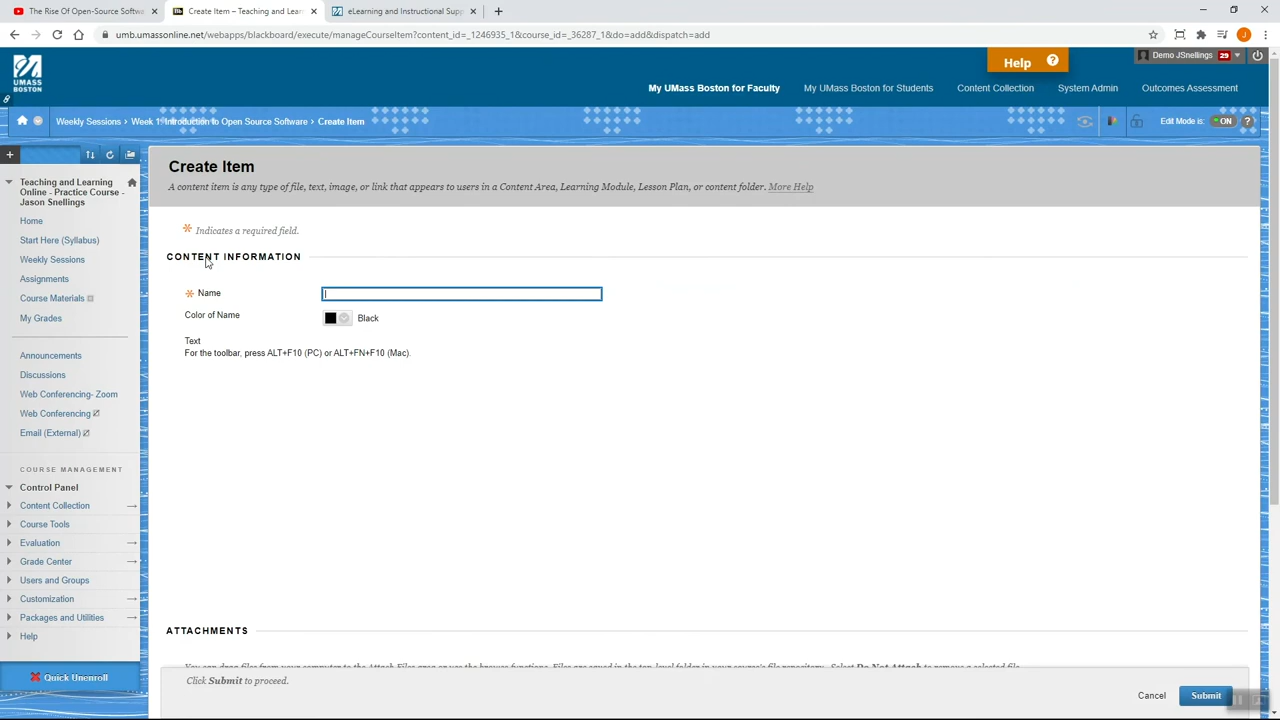 The Rise Of Open-Source Softwa
Create Item – Teaching and Lear
eLearning and Instructional Supp
umb.umassonline.net/webapps/blackboard/execute/manageCourseItem?content_id=_1246935_1&course_id=_36287_1&do=add&dispatch=add
J
UMASS
BOSTON
Help ?
Demo JSnellings 29
My UMass Boston for Faculty
My UMass Boston for Students
Content Collection
System Admin
Outcomes Assessment
Weekly Sessions > Week 1: Introduction to Open Source Software > Create Item
Edit Mode is: ON ?
Teaching and Learning
Online - Practice Course -
Jason Snellings
Home
Start Here (Syllabus)
Weekly Sessions
Assignments
Course Materials
My Grades
Announcements
Discussions
Web Conferencing- Zoom
Web Conferencing
Email (External)
COURSE MANAGEMENT
Control Panel
Content Collection
Course Tools
Evaluation
Grade Center
Users and Groups
Customization
Packages and Utilities
Help
Quick Unenroll
Create Item
A content item is any type of file, text, image, or link that appears to users in a Content Area, Learning Module, Lesson Plan, or content folder. More Help
* Indicates a required field.
CONTENT INFORMATION
* Name
Color of Name
Black
Text
For the toolbar, press ALT+F10 (PC) or ALT+FN+F10 (Mac).
ATTACHMENTS
You can drop files from your computer to the Attach Files area or use the browse functions. Files are saved in the top-level folder in your course's file repository. Select Do Not Attach to remove a selected file.
Click Submit to proceed.
Cancel
Submit